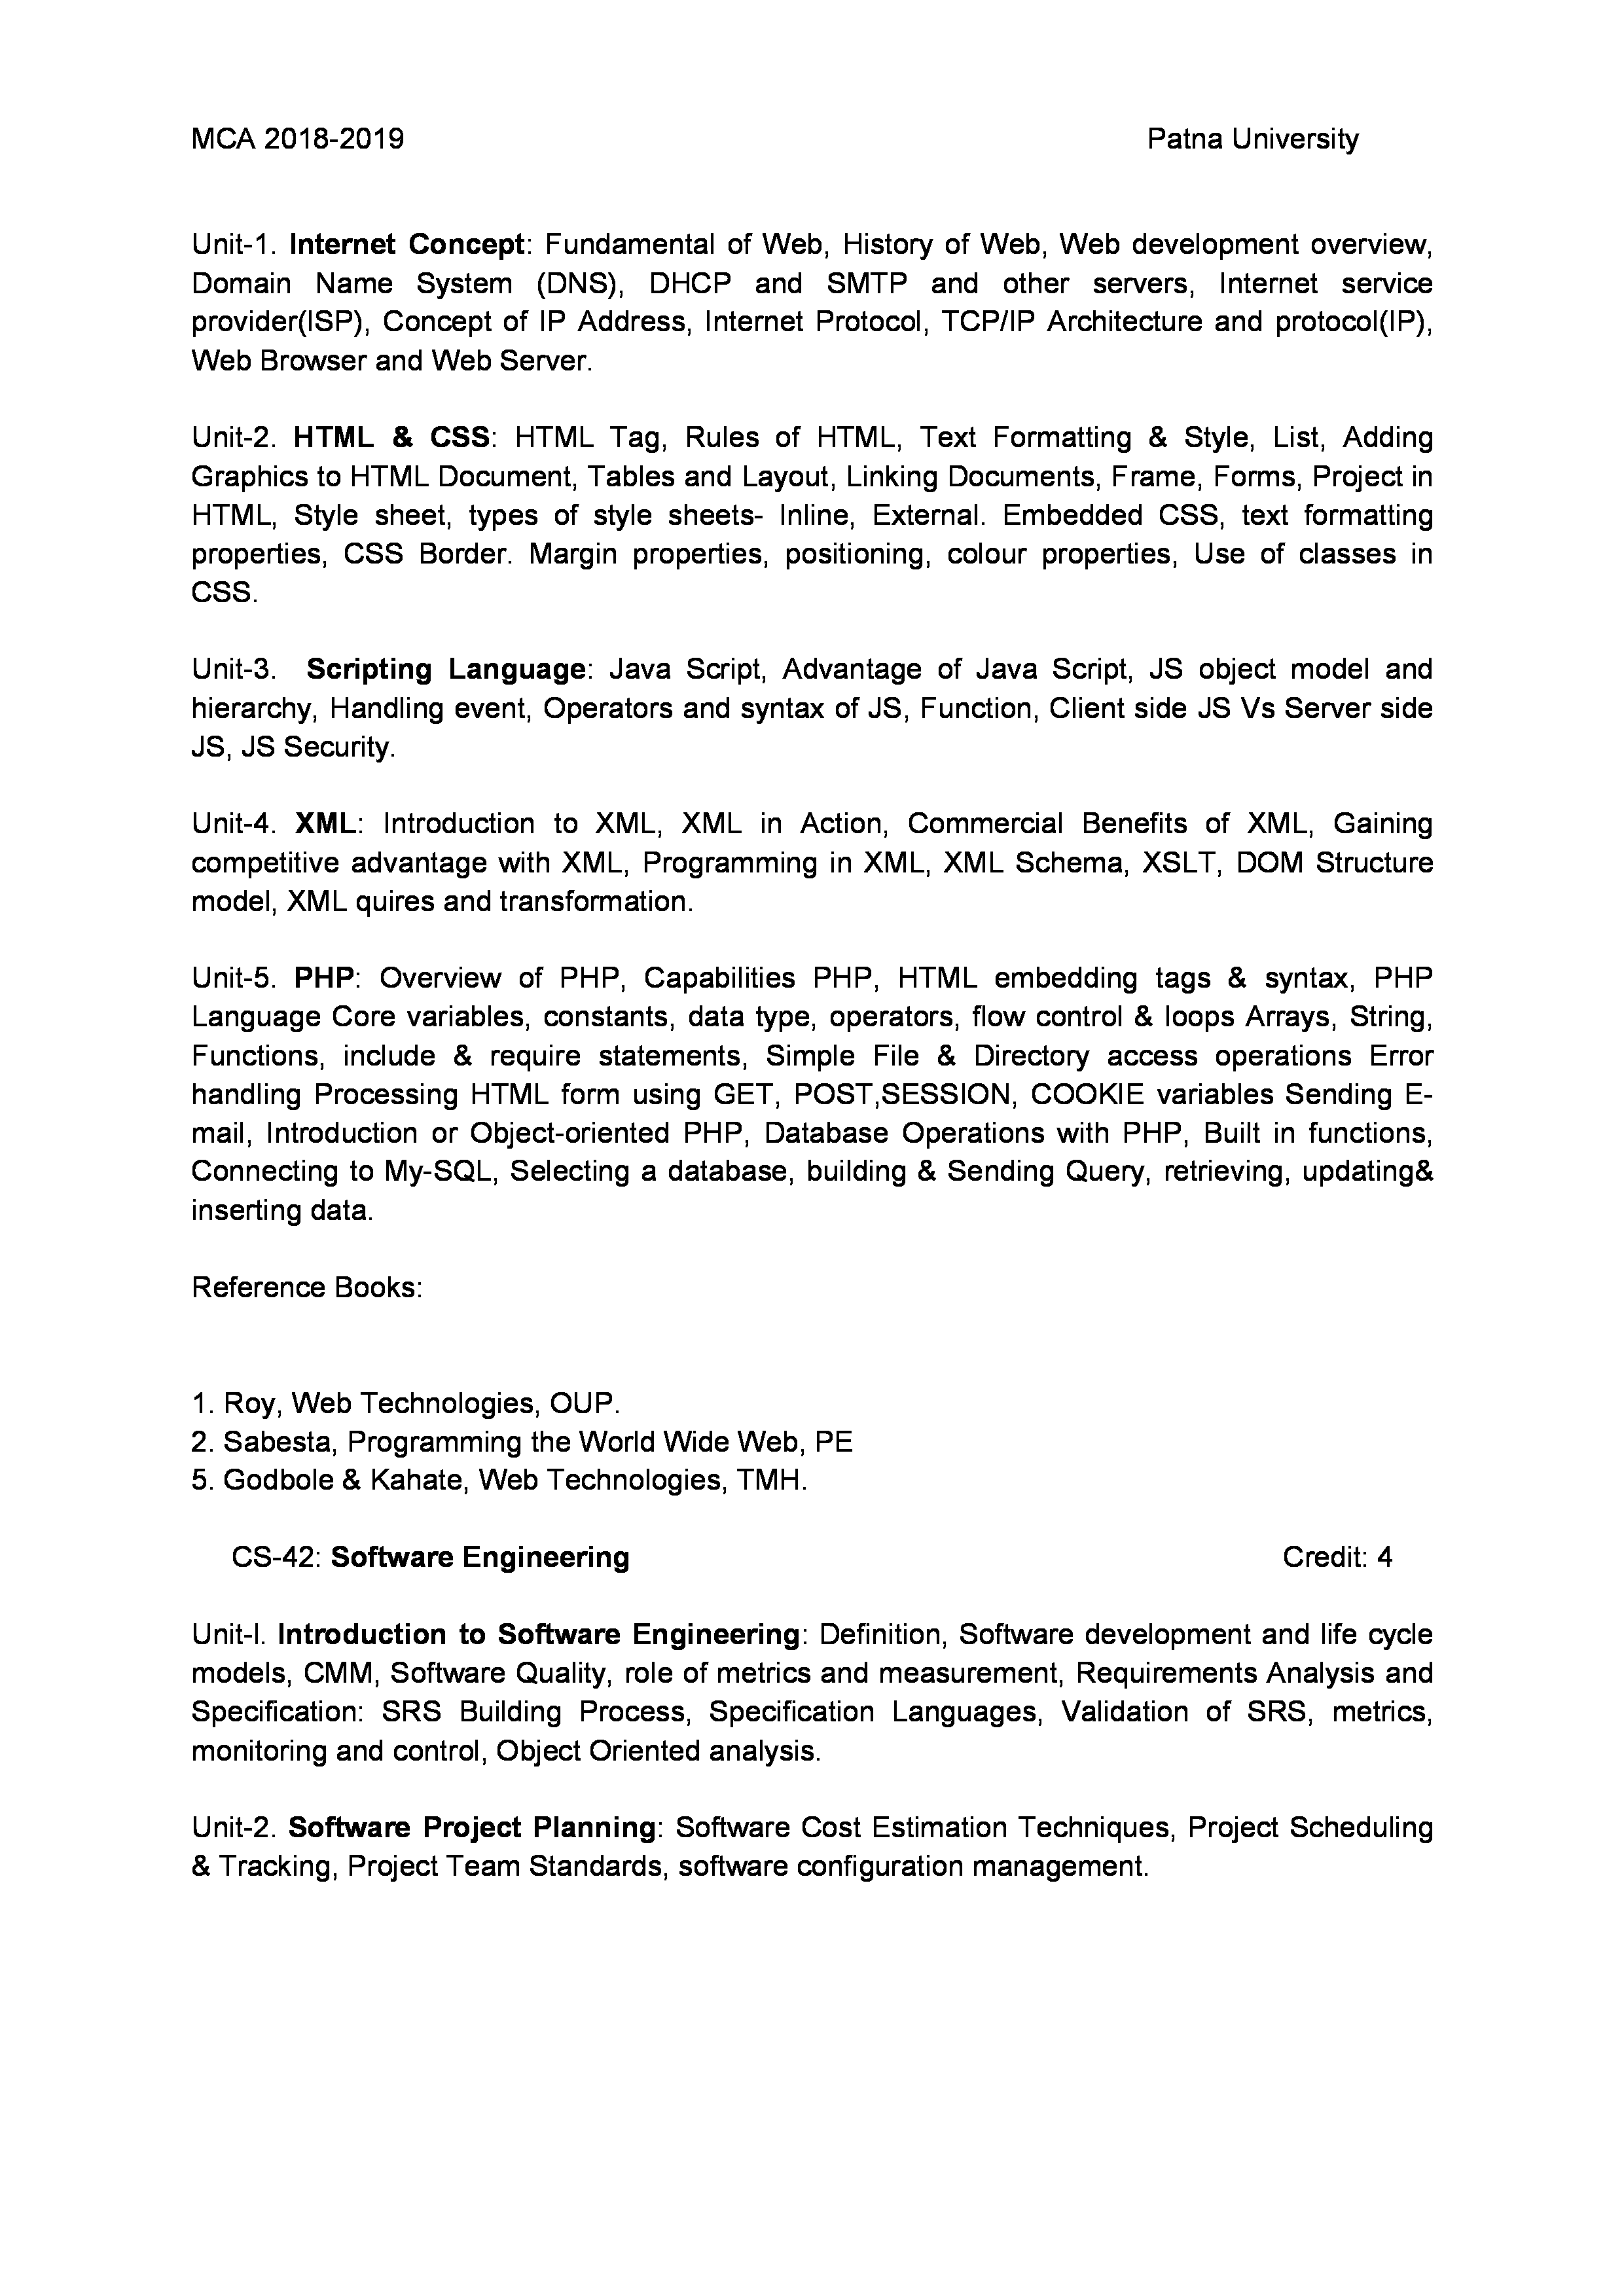 MCA 2018-2019 Patna University
Unit-1. Internet Concept: Fundamental of Web, History of Web, Web development overview,
Domain Name System (DNS), DHCP and SMTP and other servers, Internet service
provider(ISP), Concept of IP Address, Internet Protocol, TCP/IP Architecture and protocol(IP),
Web Browser and Web Server.
Unit-2. HTML & CSS: HTML Tag, Rules of HTML, Text Formatting & Style, List, Adding
Graphics to HTML Document, Tables and Layout, Linking Documents, Frame, Forms, Project in
HTML, Style sheet, types of style sheets- Inline, External. Embedded CSS, text formatting
properties, CSS Border. Margin properties, positioning, colour properties, Use of classes in
CSS.
Unit-3. Scripting Language: Java Script, Advantage of Java Script, JS object model and
hierarchy, Handling event, Operators and syntax of JS, Function, Client side JS Vs Server side
JS, JS Security.
Unit-4. XML: Introduction to XML, XML in Action, Commercial Benefits of XML, Gaining
competitive advantage with XML, Programming in XML, XML Schema, XSLT, DOM Structure
model, XML quires and transformation.
Unit-5. PHP: Overview of PHP, Capabilities PHP, HTML embedding tags & syntax, PHP
Language Core variables, constants, data type, operators, flow control & loops Arrays, String,
Functions, include & require statements, Simple File & Directory access operations Error
handling Processing HTML form using GET, POST,SESSION, COOKIE variables Sending E-
mail, Introduction or Object-oriented PHP, Database Operations with PHP, Built in functions,
Connecting to My-SQL, Selecting a database, building & Sending Query, retrieving, updating&
inserting data.
Reference Books:
1. Roy, Web Technologies, OUP.
2. Sabesta, Programming the World Wide Web, PE
5. Godbole & Kahate, Web Technologies, TMH.
CS-42: Software Engineering Credit: 4
Unit-l. Introduction to Software Engineering: Definition, Software development and life cycle
models, CMM, Software Quality, role of metrics and measurement, Requirements Analysis and
Specification: SRS Building Process, Specification Languages, Validation of SRS, metrics,
monitoring and control, Object Oriented analysis.
Unit-2. Software Project Planning: Software Cost Estimation Techniques, Project Scheduling
& Tracking, Project Team Standards, software configuration management.